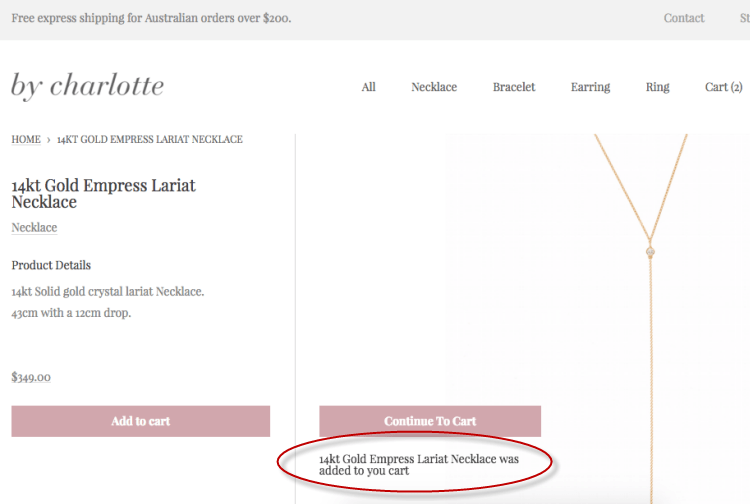 Free express shipping for Australian orders over $200.
Contact
by charlotte
All Necklace Bracelet Earring Ring Cart (2)
HOME › 14KT GOLD EMPRESS LARIAT NECKLACE
14kt Gold Empress Lariat
Necklace
Necklace
Product Details
14kt Solid gold crystal lariat Necklace.
43cm with a 12cm drop.
$349.00
Add to cart
Continue To Cart
14kt Gold Empress Lariat Necklace was
added to you cart